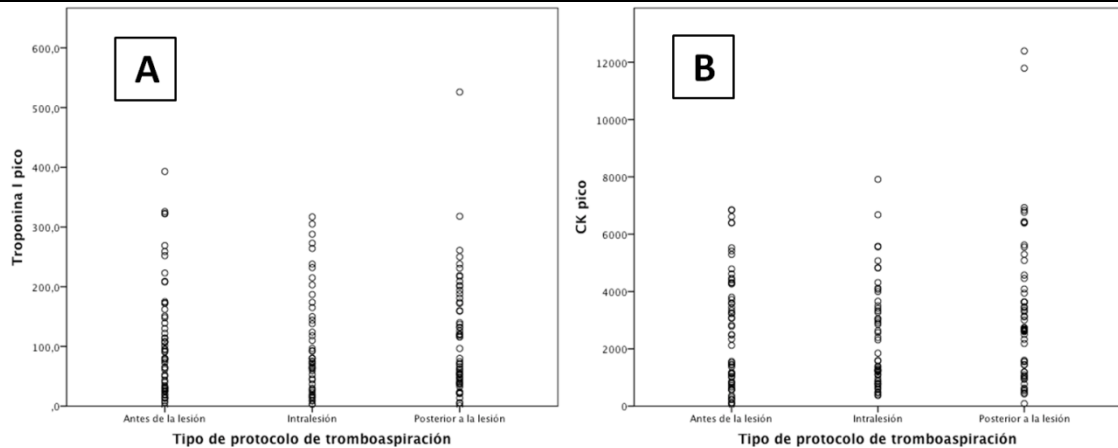 A
Troponina I pico
600,0
500,0
400,0
300,0
200,0
100,0
,0
Antes de la lesión
Intralesión
Posterior a la lesión
Tipo de protocolo de tromboaspiración
B
CK pico
12000
10000
8000
6000
4000
2000
0
Antes de la lesión
Intralesión
Posterior a la lesión
Tipo de protocolo de tromboaspiración